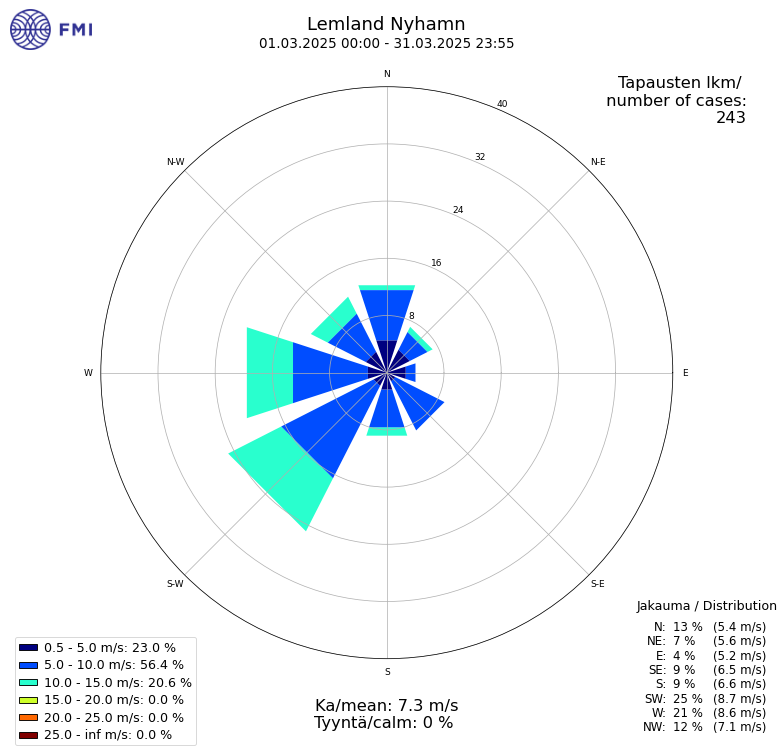 FMI
Lemland Nyhamn
01.03.2025 00:00 - 31.03.2025 23:55
Tapausten lkm/
number of cases:
243
N
N-E
E
S-E
S
S-W
W
N-W
40
32
24
16
8
0.5 - 5.0 m/s: 23.0 %
5.0 - 10.0 m/s: 56.4 %
10.0 - 15.0 m/s: 20.6 %
15.0 - 20.0 m/s: 0.0 %
20.0 - 25.0 m/s: 0.0 %
25.0 - inf m/s: 0.0 %
Ka/mean: 7.3 m/s
Tyyntä/calm: 0 %
Jakauma / Distribution
N: 13 % (5.4 m/s)
NE: 7 % (5.6 m/s)
E: 4 % (5.2 m/s)
SE: 9 % (6.5 m/s)
S: 9 % (6.6 m/s)
SW: 25 % (8.7 m/s)
W: 21 % (8.6 m/s)
NW: 12 % (7.1 m/s)